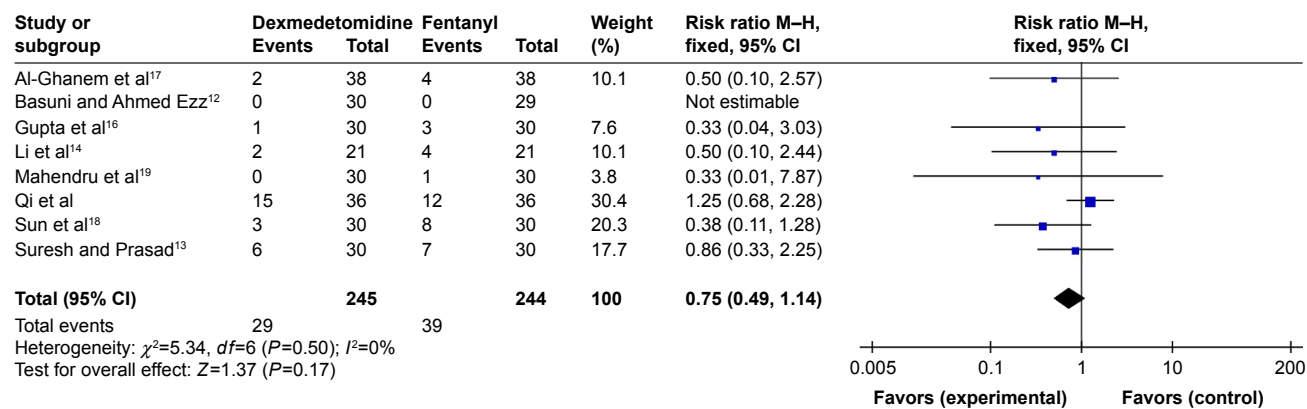 Study or subgroup Dexmedetomidine Fentanyl Weight (%) Risk ratio M–H, fixed, 95% CI Risk ratio M–H, fixed, 95% CI
Events Total Events Total
Al-Ghanem et al17 2 38 4 38 10.1 0.50 (0.10, 2.57)
Basuni and Ahmed Ezz12 0 30 0 29 Not estimable
Gupta et al16 1 30 3 30 7.6 0.33 (0.04, 3.03)
Li et al14 2 21 4 21 10.1 0.50 (0.10, 2.44)
Mahendru et al19 0 30 1 30 3.8 0.33 (0.01, 7.87)
Qi et al 15 36 12 36 30.4 1.25 (0.68, 2.28)
Sun et al18 3 30 8 30 20.3 0.38 (0.11, 1.28)
Suresh and Prasad13 6 30 7 30 17.7 0.86 (0.33, 2.25)
Total (95% CI) 245 244 100 0.75 (0.49, 1.14)
Total events 29 39
Heterogeneity: χ²=5.34, df=6 (P=0.50); I²=0%
Test for overall effect: Z=1.37 (P=0.17)
0.005 0.1 1 10 200
Favors (experimental) Favors (control)